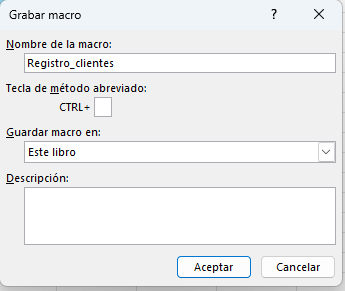 Grabar macro ?
Nombre de la macro:
Registro_clientes
Tecla de método abreviado:
CTRL+
Guardar macro en:
Este libro
Descripción:
Aceptar Cancelar